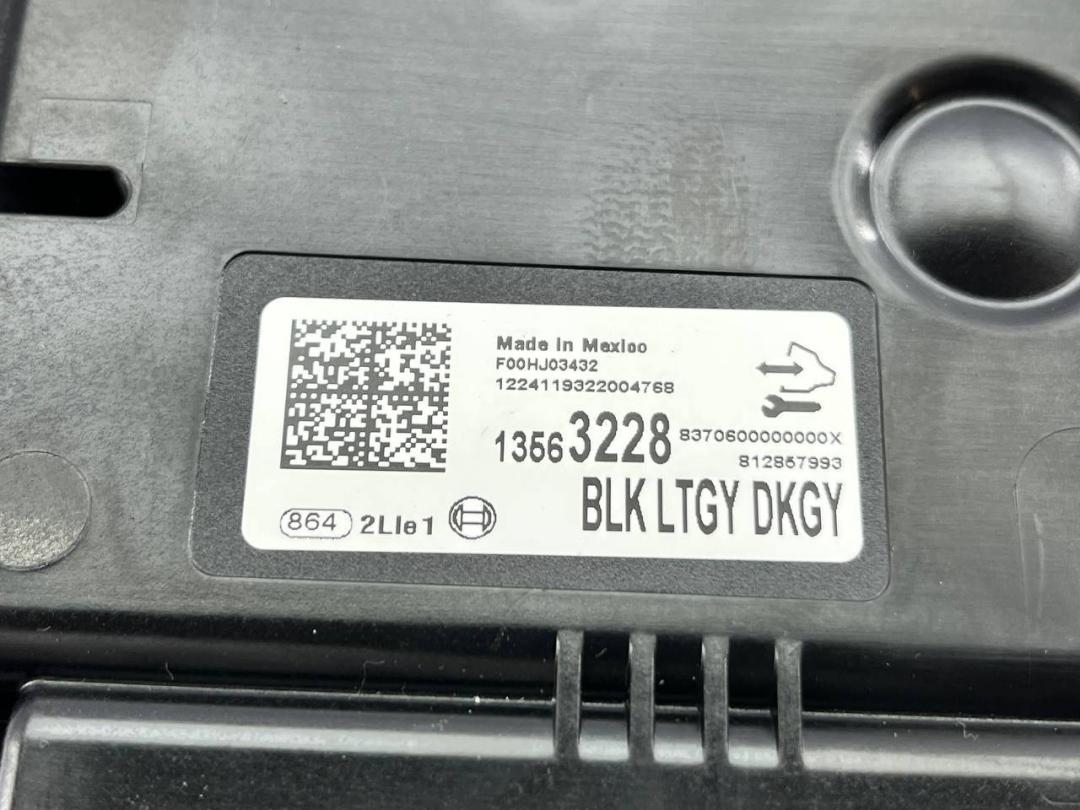 Made in Mexico
F00HJ03432
1224119322004768
13563228 8370600000000X
812857993
BLK LTGY DKGY
864 2LIe1